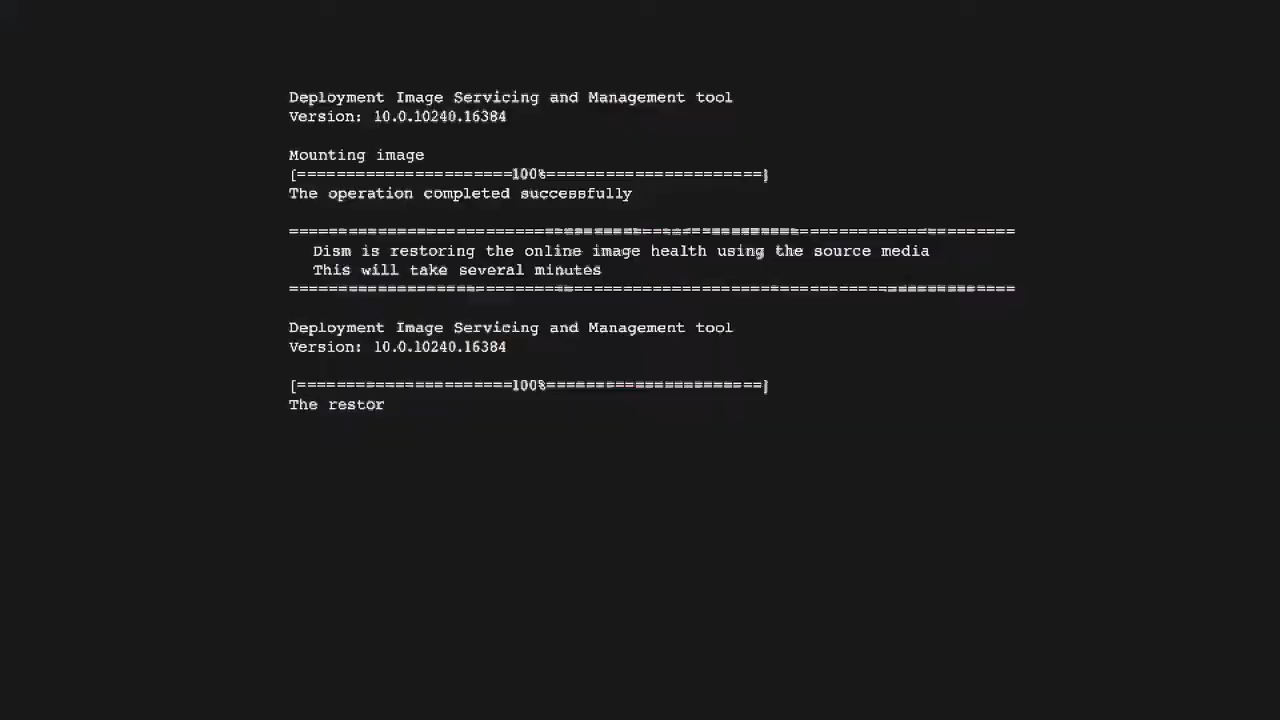 Deployment Image Servicing and Management tool
Version: 10.0.10240.16384
Mounting image
[======================100%======================]
The operation completed successfully
===========================================================================
Dism is restoring the online image health using the source media
This will take several minutes
===========================================================================
Deployment Image Servicing and Management tool
Version: 10.0.10240.16384
[======================100%======================]
The restor